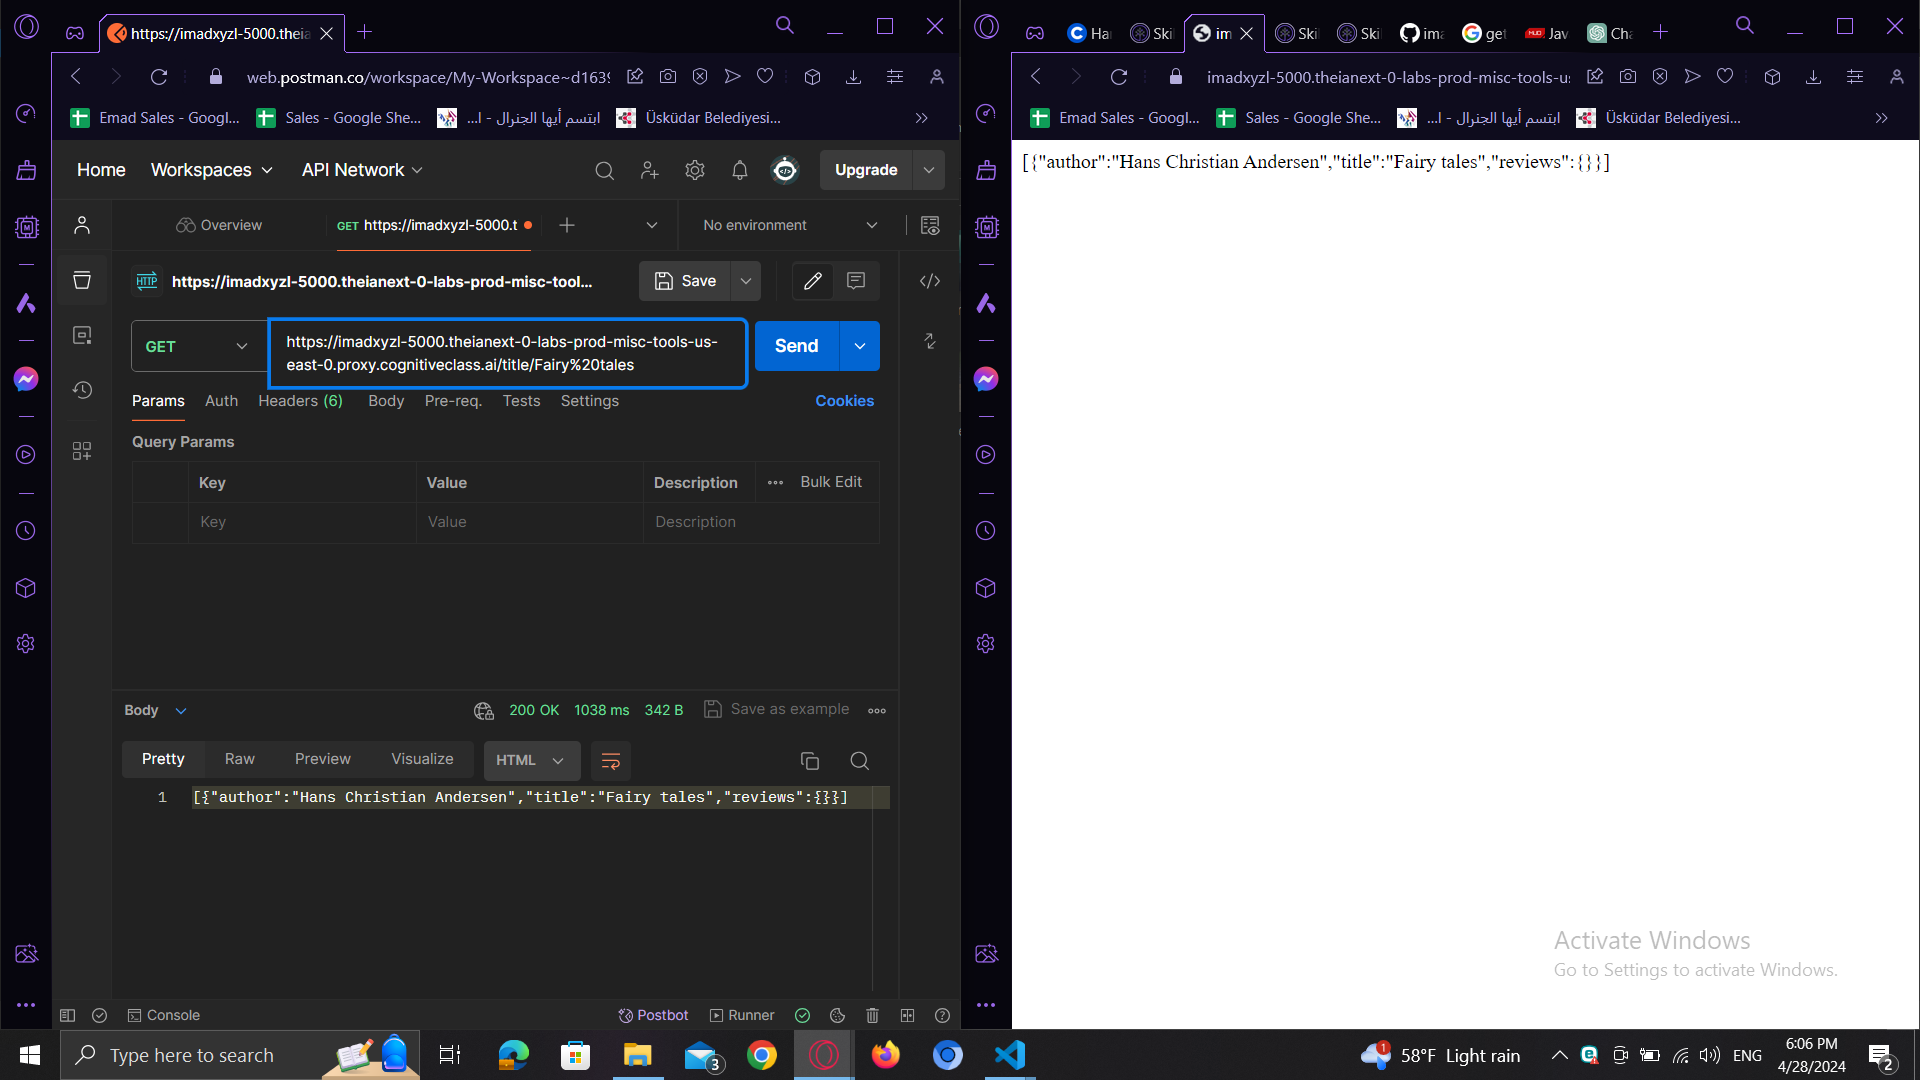 https://imadxyzl-5000.theia
web.postman.co/workspace/My-Workspace~d1639
Emad Sales - Googl...
Sales - Google She...
ابتسم أيها الجنرال - ا...
Üsküdar Belediyesi...
Home
Workspaces
API Network
Upgrade
Overview
GET https://imadxyzl-5000.t
No environment
HTTP
https://imadxyzl-5000.theianext-0-labs-prod-misc-tool...
Save
GET
https://imadxyzl-5000.theianext-0-labs-prod-misc-tools-us-
east-0.proxy.cognitiveclass.ai/title/Fairy%20tales
Send
Params
Auth
Headers (6)
Body
Pre-req.
Tests
Settings
Cookies
Query Params
Key
Value
Description
Bulk Edit
Key
Value
Description
Body
200 OK
1038 ms
342 B
Save as example
Pretty
Raw
Preview
Visualize
HTML
1
[{"author":"Hans Christian Andersen","title":"Fairy tales","reviews":{}}]
Console
Postbot
Runner
Ha
Ski
im
Ski
Ski
ima
get
Jav
Cha
imadxyzl-5000.theianext-0-labs-prod-misc-tools-us
Emad Sales - Googl...
Sales - Google She...
ابتسم أيها الجنرال - ا...
Üsküdar Belediyesi...
[{"author":"Hans Christian Andersen","title":"Fairy tales","reviews":{}}]
Activate Windows
Go to Settings to activate Windows.
Type here to search
3
1
58°F Light rain
ENG
6:06 PM
4/28/2024
2